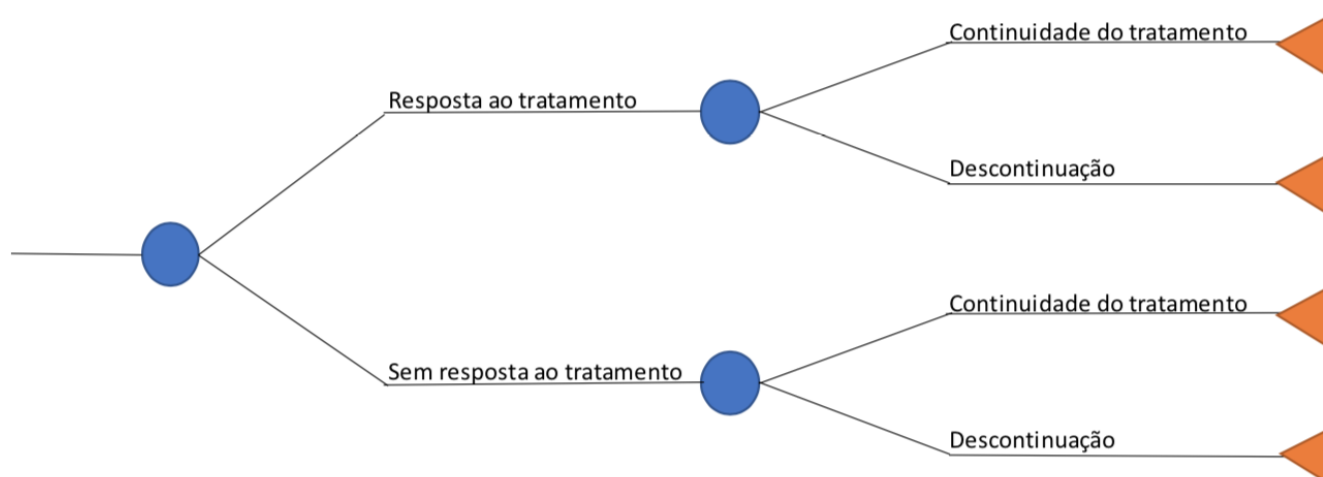 Continuidade do tratamento
Resposta ao tratamento
Descontinuação
Continuidade do tratamento
Sem resposta ao tratamento
Descontinuação